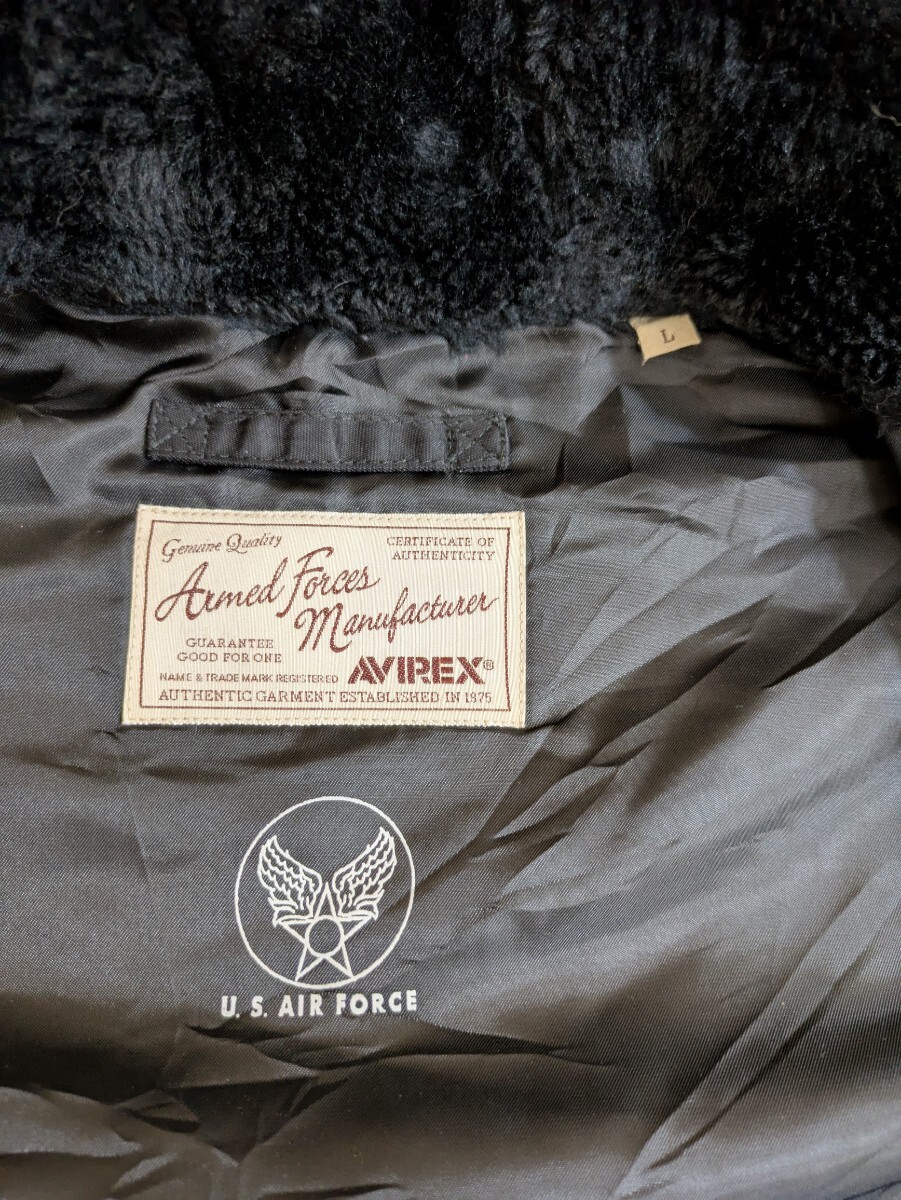 L
Genuine Quality
CERTIFICATE OF
AUTHENTICITY
Armed Forces
Manufacturer
GUARANTEE
GOOD FOR ONE
NAME & TRADE MARK REGISTERED
AVIREX®
AUTHENTIC GARMENT ESTABLISHED IN 1975
U. S. AIR FORCE